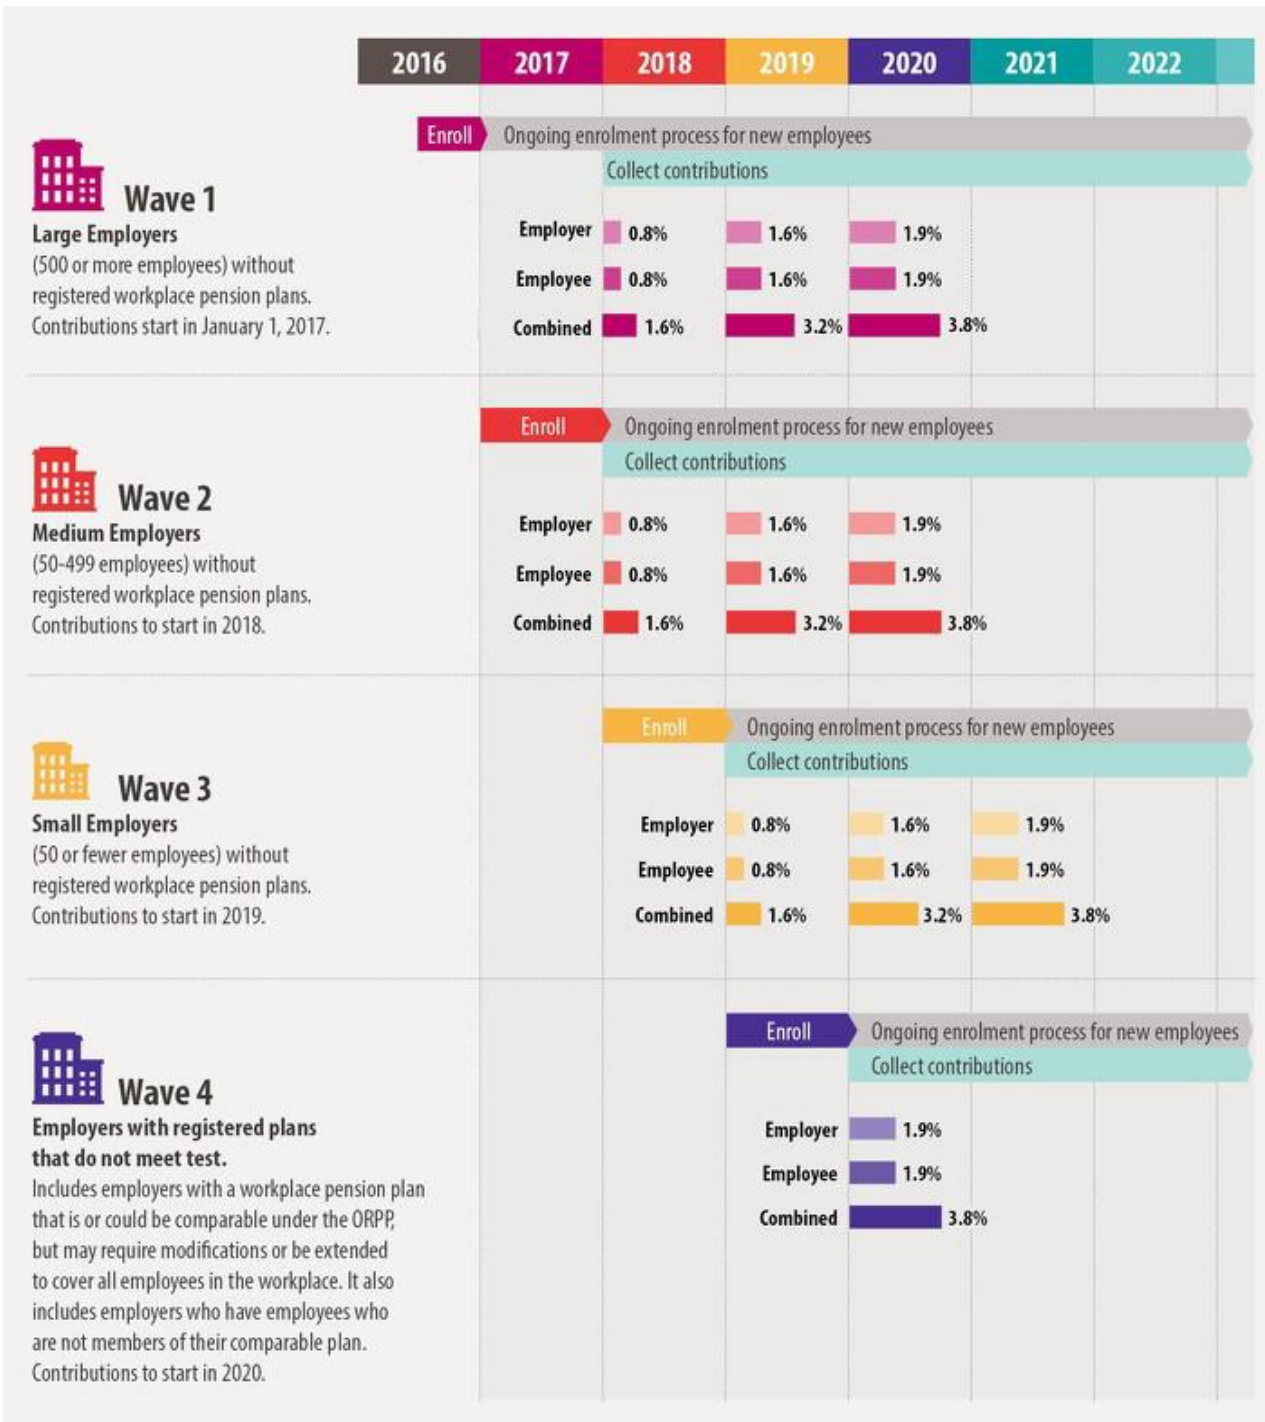 2016 2017 2018 2019 2020 2021 2022
Enroll Ongoing enrolment process for new employees
Collect contributions
Wave 1
Large Employers
(500 or more employees) without
registered workplace pension plans.
Contributions start in January 1, 2017.
Employer 0.8% 1.6% 1.9%
Employee 0.8% 1.6% 1.9%
Combined 1.6% 3.2% 3.8%
Enroll Ongoing enrolment process for new employees
Collect contributions
Wave 2
Medium Employers
(50-499 employees) without
registered workplace pension plans.
Contributions to start in 2018.
Employer 0.8% 1.6% 1.9%
Employee 0.8% 1.6% 1.9%
Combined 1.6% 3.2% 3.8%
Enroll Ongoing enrolment process for new employees
Collect contributions
Wave 3
Small Employers
(50 or fewer employees) without
registered workplace pension plans.
Contributions to start in 2019.
Employer 0.8% 1.6% 1.9%
Employee 0.8% 1.6% 1.9%
Combined 1.6% 3.2% 3.8%
Enroll Ongoing enrolment process for new employees
Collect contributions
Wave 4
Employers with registered plans
that do not meet test.
Includes employers with a workplace pension plan
that is or could be comparable under the ORPP,
but may require modifications or be extended
to cover all employees in the workplace. It also
includes employers who have employees who
are not members of their comparable plan.
Contributions to start in 2020.
Employer 1.9%
Employee 1.9%
Combined 3.8%